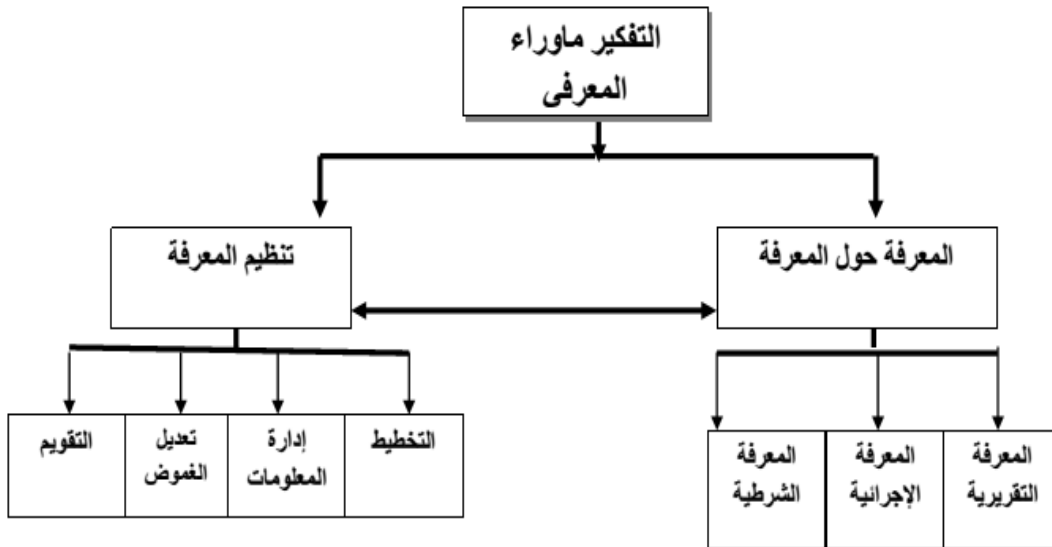 التفكير ماوراء
المعرفى
المعرفة حول المعرفة
تنظيم المعرفة
المعرفة
التقريرية
المعرفة
الإجرائية
المعرفة
الشرطية
التخطيط
إدارة
المعلومات
تعديل
الغموض
التقويم